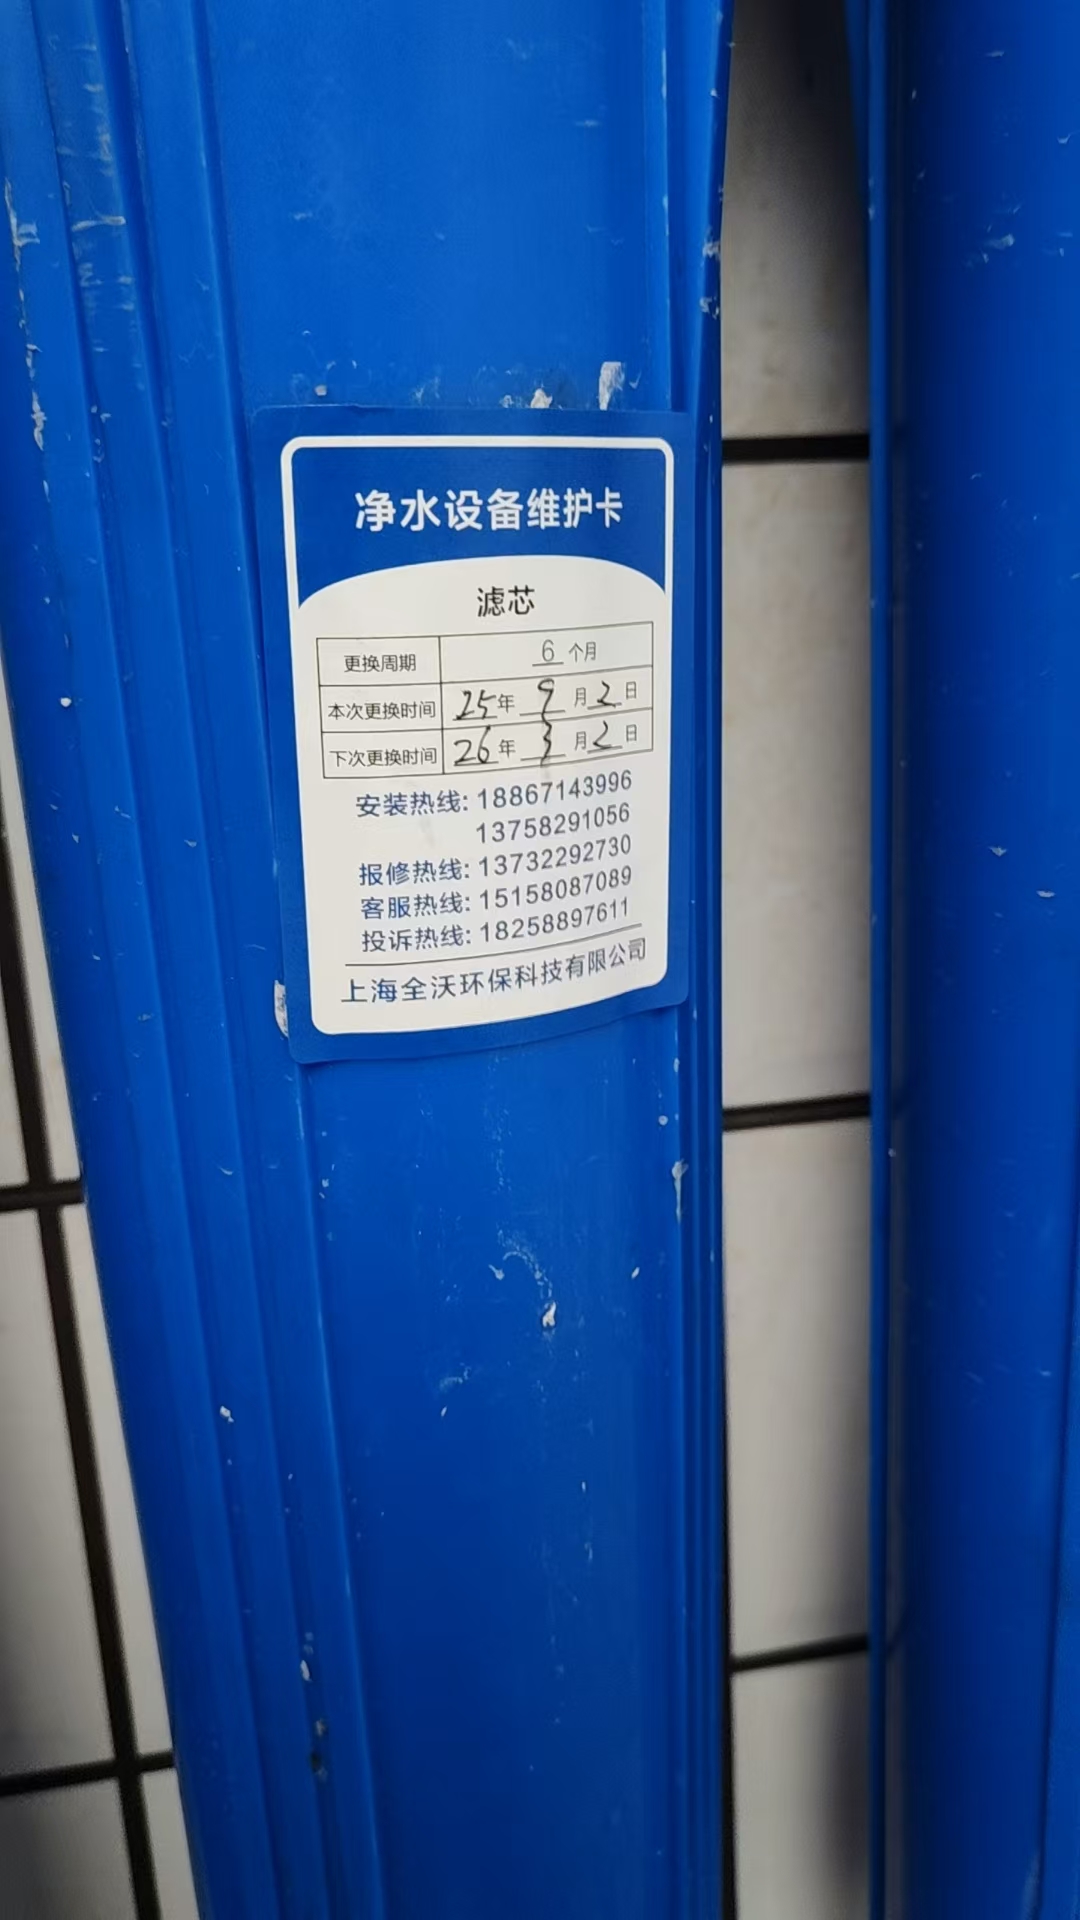 净水设备维护卡
滤芯
更换周期 6 个月
本次更换时间 25年 9月2日
下次更换时间 26年 3月2日
安装热线: 18867143996
13758291056
报修热线: 13732292730
客服热线: 15158087089
投诉热线: 18258897611
上海全沃环保科技有限公司